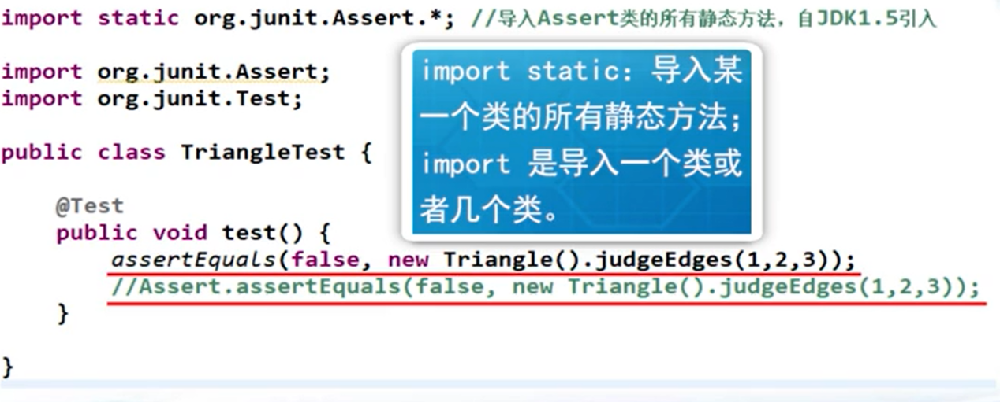 import static org.junit.Assert.*; //导入Assert类的所有静态方法，自JDK1.5引入
import org.junit.Assert;
import org.junit.Test;
import static: 导入某
一个类的所有静态方法；
import 是导入一个类或
者几个类。
public class TriangleTest {
@Test
public void test() {
assertEquals(false, new Triangle().judgeEdges(1,2,3));
//Assert.assertEquals(false, new Triangle().judgeEdges(1,2,3));
}
}